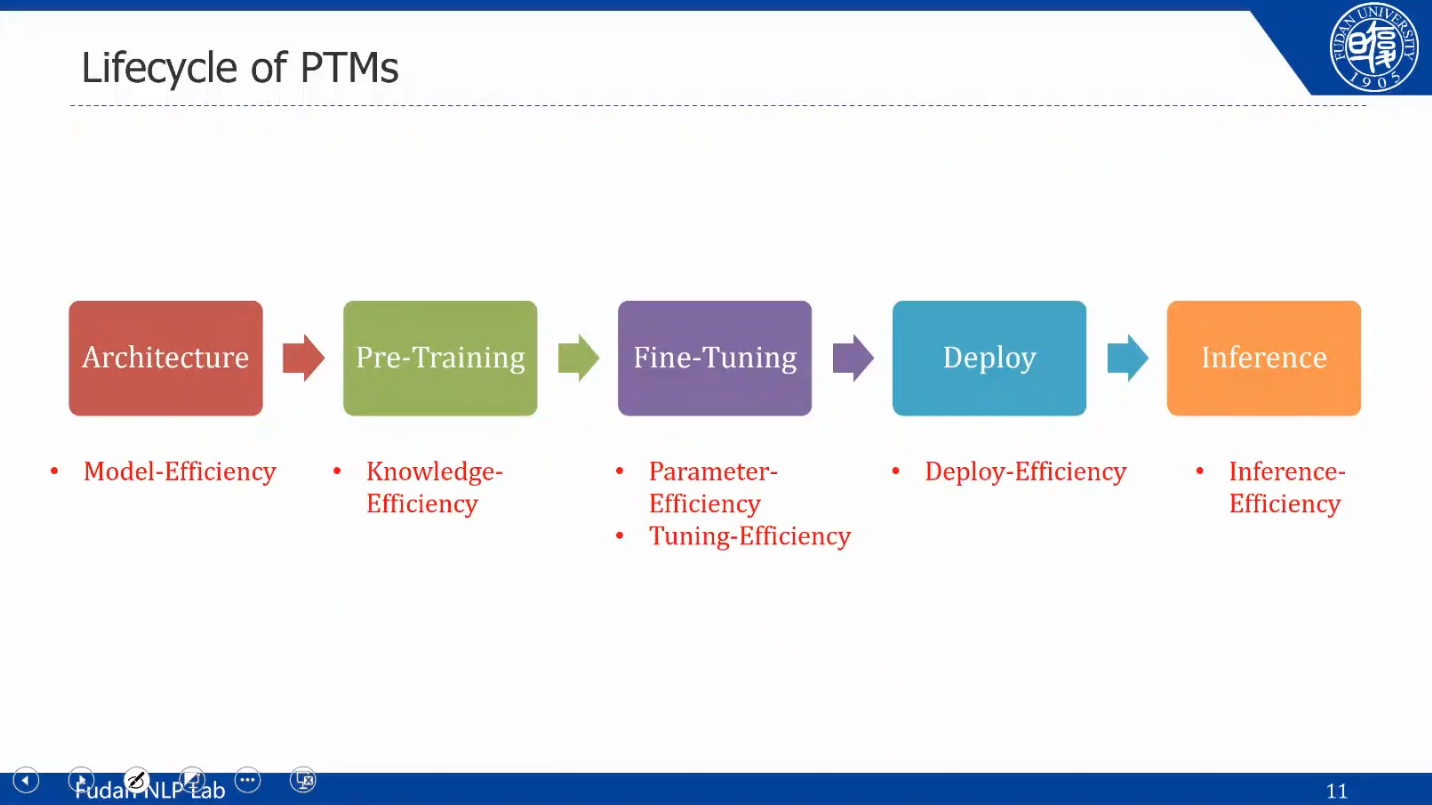 Lifecycle of PTMs
FUDAN UNIVERSITY
1905
Architecture
Pre-Training
Fine-Tuning
Deploy
Inference
• Model-Efficiency
• Knowledge-
Efficiency
• Parameter-
Efficiency
• Tuning-Efficiency
• Deploy-Efficiency
• Inference-
Efficiency
Fudan NLP Lab
11